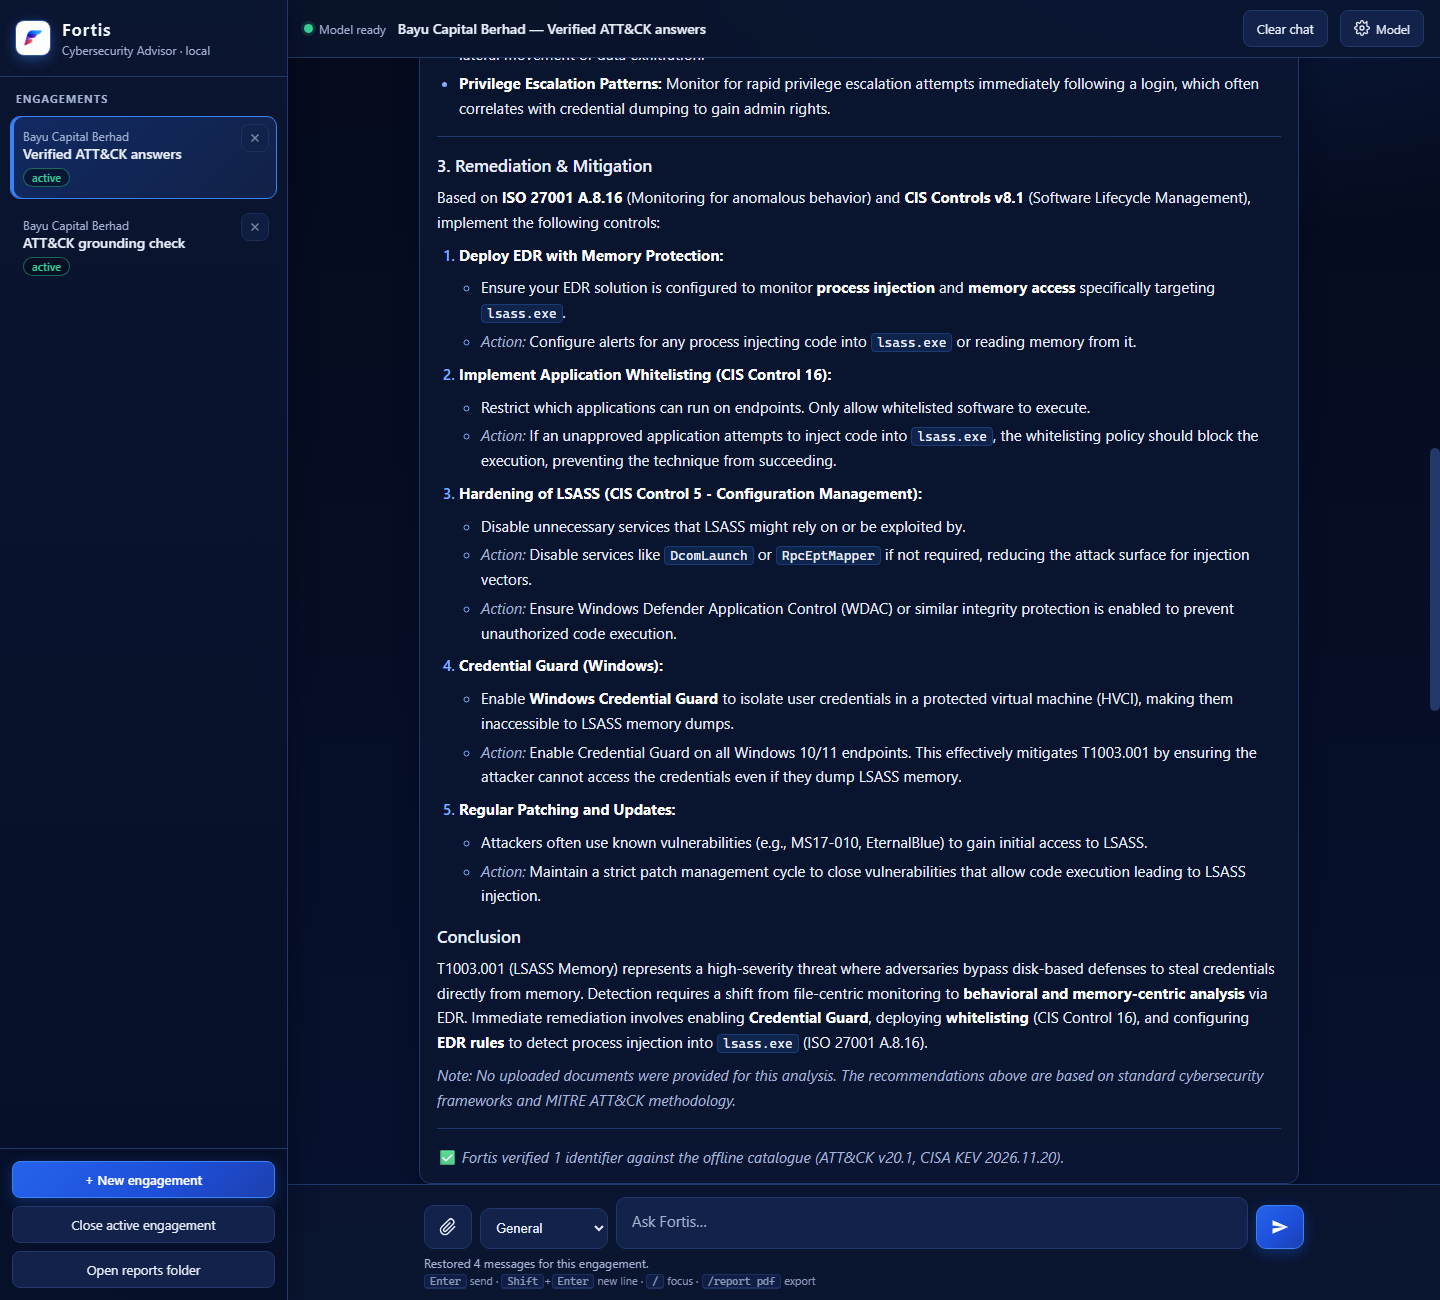 Fortis
Cybersecurity Advisor · local
ENGAGEMENTS
Bayu Capital Berhad
Verified ATT&CK answers
active
Bayu Capital Berhad
ATT&CK grounding check
active
+ New engagement
Close active engagement
Open reports folder
Model ready
Bayu Capital Berhad — Verified ATT&CK answers
Clear chat
Model
lateral movement or data exfiltration.
Privilege Escalation Patterns: Monitor for rapid privilege escalation attempts immediately following a login, which often
correlates with credential dumping to gain admin rights.
3. Remediation & Mitigation
Based on ISO 27001 A.8.16 (Monitoring for anomalous behavior) and CIS Controls v8.1 (Software Lifecycle Management),
implement the following controls:
1. Deploy EDR with Memory Protection:
Ensure your EDR solution is configured to monitor process injection and memory access specifically targeting
lsass.exe.
Action: Configure alerts for any process injecting code into lsass.exe or reading memory from it.
2. Implement Application Whitelisting (CIS Control 16):
Restrict which applications can run on endpoints. Only allow whitelisted software to execute.
Action: If an unapproved application attempts to inject code into lsass.exe, the whitelisting policy should block the
execution, preventing the technique from succeeding.
3. Hardening of LSASS (CIS Control 5 - Configuration Management):
Disable unnecessary services that LSASS might rely on or be exploited by.
Action: Disable services like DcomLaunch or RpcEptMapper if not required, reducing the attack surface for injection
vectors.
Action: Ensure Windows Defender Application Control (WDAC) or similar integrity protection is enabled to prevent
unauthorized code execution.
4. Credential Guard (Windows):
Enable Windows Credential Guard to isolate user credentials in a protected virtual machine (HVCI), making them
inaccessible to LSASS memory dumps.
Action: Enable Credential Guard on all Windows 10/11 endpoints. This effectively mitigates T1003.001 by ensuring the
attacker cannot access the credentials even if they dump LSASS memory.
5. Regular Patching and Updates:
Attackers often use known vulnerabilities (e.g., MS17-010, EternalBlue) to gain initial access to LSASS.
Action: Maintain a strict patch management cycle to close vulnerabilities that allow code execution leading to LSASS
injection.
Conclusion
T1003.001 (LSASS Memory) represents a high-severity threat where adversaries bypass disk-based defenses to steal credentials
directly from memory. Detection requires a shift from file-centric monitoring to behavioral and memory-centric analysis via
EDR. Immediate remediation involves enabling Credential Guard, deploying whitelisting (CIS Control 16), and configuring
EDR rules to detect process injection into lsass.exe (ISO 27001 A.8.16).
Note: No uploaded documents were provided for this analysis. The recommendations above are based on standard cybersecurity
frameworks and MITRE ATT&CK methodology.
✅ Fortis verified 1 identifier against the offline catalogue (ATT&CK v20.1, CISA KEV 2026.11.20).
General
Ask Fortis...
Restored 4 messages for this engagement.
Enter send · Shift + Enter new line · / focus · /report pdf export